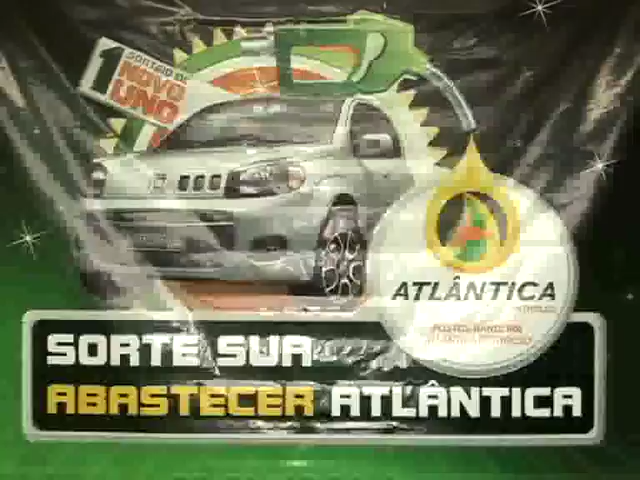 1 SORTEIO DE
NOVO
UNO
ATLÂNTICA
SORTE SUA
ABASTECER ATLÂNTICA